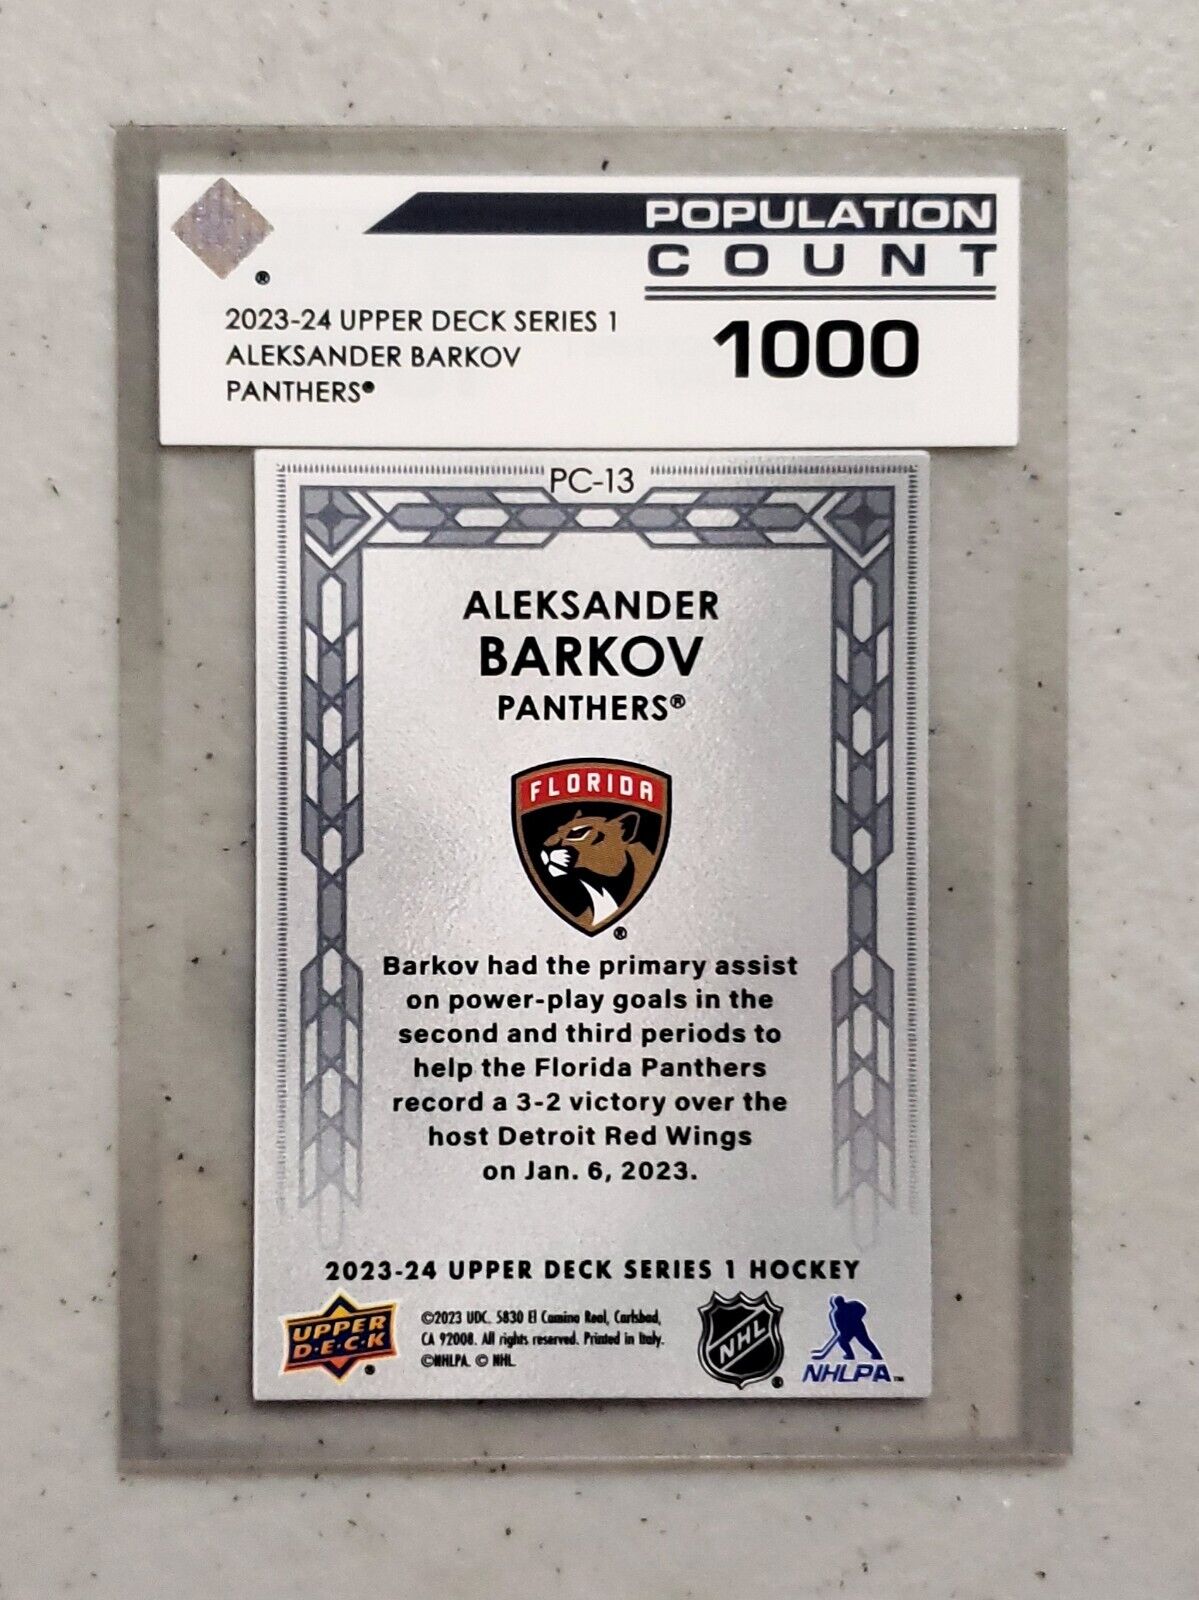 POPULATION
COUNT
®
2023-24 UPPER DECK SERIES 1
ALEKSANDER BARKOV
PANTHERS®
1000
PC-13
ALEKSANDER
BARKOV
PANTHERS®
FLORIDA
®
Barkov had the primary assist
on power-play goals in the
second and third periods to
help the Florida Panthers
record a 3-2 victory over the
host Detroit Red Wings
on Jan. 6, 2023.
2023-24 UPPER DECK SERIES 1 HOCKEY
UPPER
D·E·C·K
®
©2023 UDC. 5830 El Camino Real, Carlsbad,
CA 92008. All rights reserved. Printed in Italy.
©NHLPA. © NHL.
NHL
®
NHLPA™